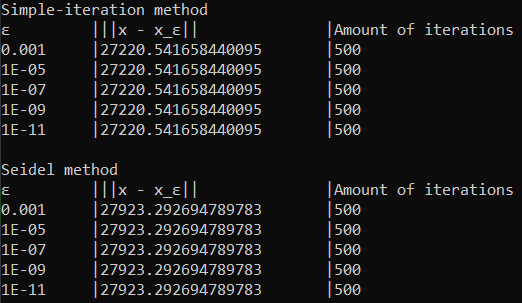 Simple-iteration method
ε |||x - x_ε|| |Amount of iterations
0.001 |27220.541658440095 |500
1E-05 |27220.541658440095 |500
1E-07 |27220.541658440095 |500
1E-09 |27220.541658440095 |500
1E-11 |27220.541658440095 |500
Seidel method
ε |||x - x_ε|| |Amount of iterations
0.001 |27923.292694789783 |500
1E-05 |27923.292694789783 |500
1E-07 |27923.292694789783 |500
1E-09 |27923.292694789783 |500
1E-11 |27923.292694789783 |500